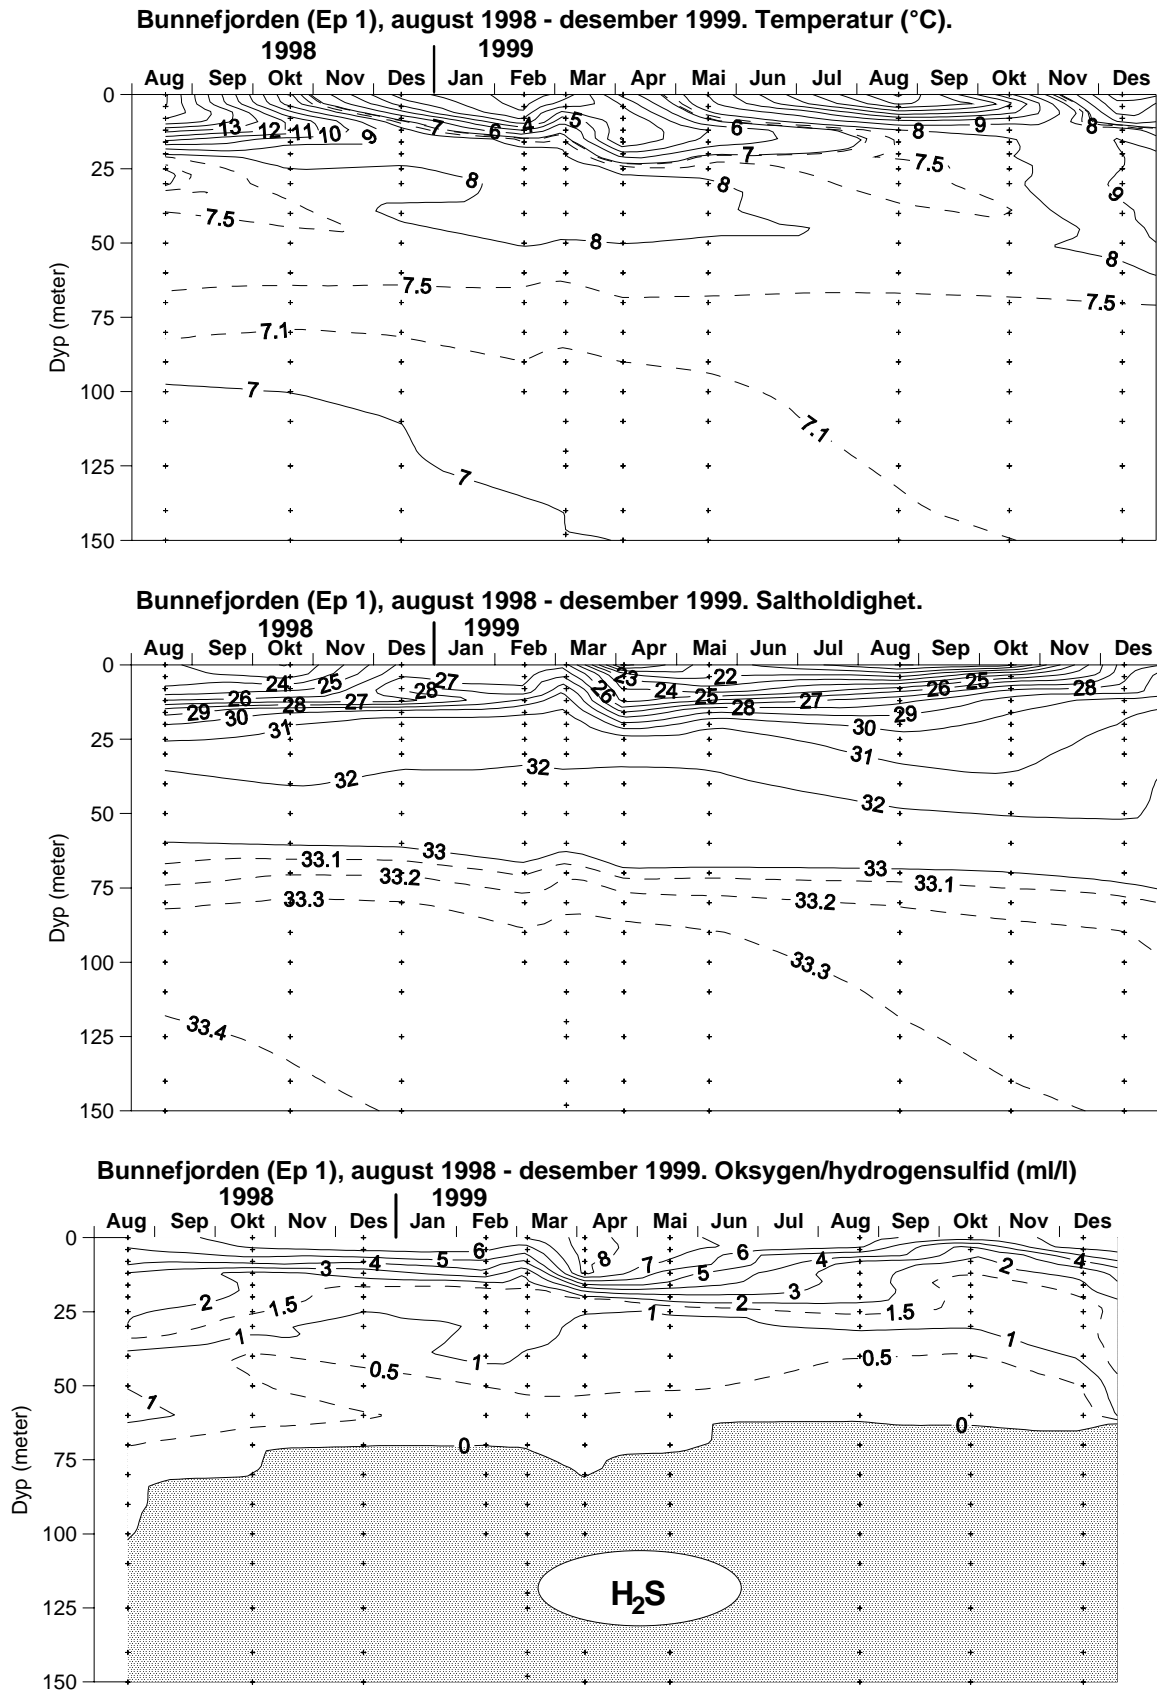 Bunnefjorden (Ep 1), august 1998 - desember 1999. Temperatur (°C).
1998 1999
Aug Sep Okt Nov Des Jan Feb Mar Apr Mai Jun Jul Aug Sep Okt Nov Des
0
13 12 11 10 9 7 6 4 5 6 8 9 8
7
25
7.5
8 8 9
7.5
50
8 8
7.5 7.5
75
7.1
100
7
7.1
125
7
150
Dyp (meter)
Bunnefjorden (Ep 1), august 1998 - desember 1999. Saltholdighet.
1998 1999
Aug Sep Okt Nov Des Jan Feb Mar Apr Mai Jun Jul Aug Sep Okt Nov Des
0
24 25 27 23 22 25
26 28 27 28 26 24 25 27 26 28
29 30 28 29
31 30
25
31
32 32
32
50
33 33
33.1 33.1
33.2 33.2
75
33.3
100
33.3
33.4
125
150
Dyp (meter)
Bunnefjorden (Ep 1), august 1998 - desember 1999. Oksygen/hydrogensulfid (ml/l)
1998 1999
Aug Sep Okt Nov Des Jan Feb Mar Apr Mai Jun Jul Aug Sep Okt Nov Des
0
3 4 5 6 8 7 6 5 4 2 4
2 1.5 3
25
1 2 1.5
1 1 1
0.5 0.5
50
1
0 0
75
100
H2S
125
150
Dyp (meter)